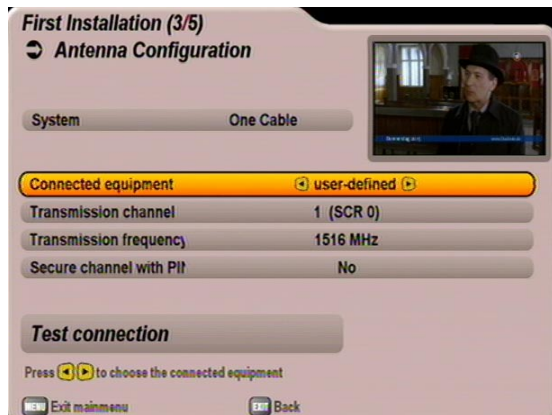 First Installation (3/5)
Antenna Configuration
System One Cable
Connected equipment user-defined
Transmission channel 1 (SCR 0)
Transmission frequency 1516 MHz
Secure channel with PIN No
Test connection
Press to choose the connected equipment
MENU Exit mainmenu EXIT Back